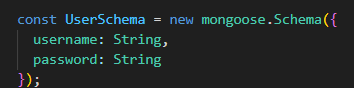 const UserSchema = new mongoose.Schema({
  username: String,
  password: String
});